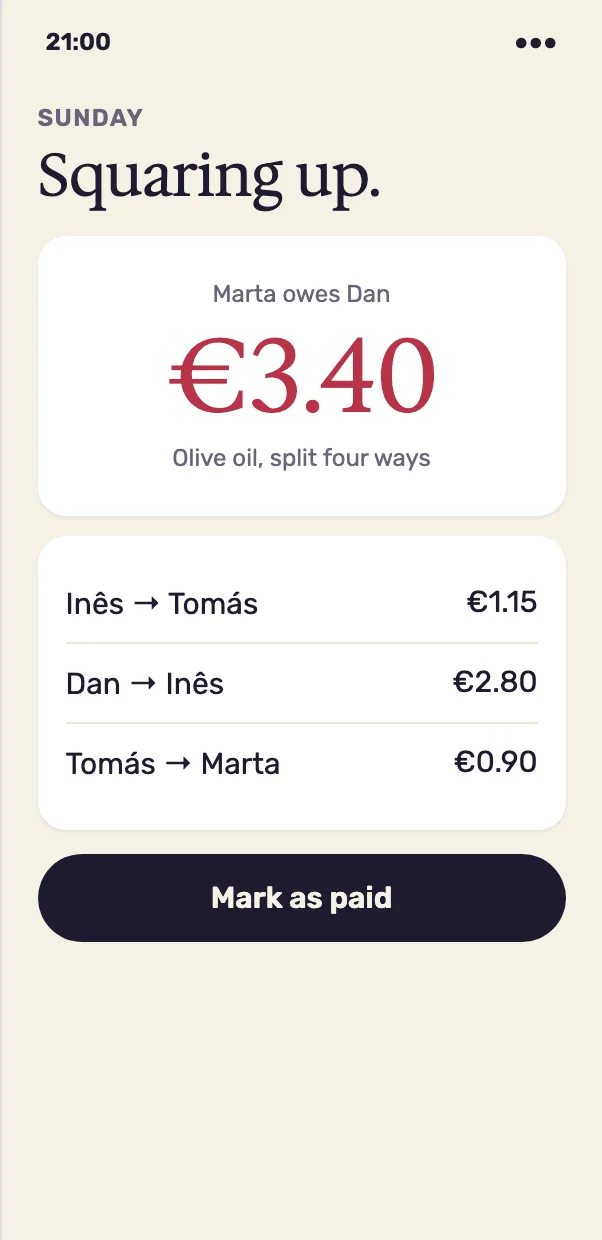 21:00
SUNDAY
Squaring up.
Marta owes Dan
€3.40
Olive oil, split four ways
Inês → Tomás €1.15
Dan → Inês €2.80
Tomás → Marta €0.90
Mark as paid